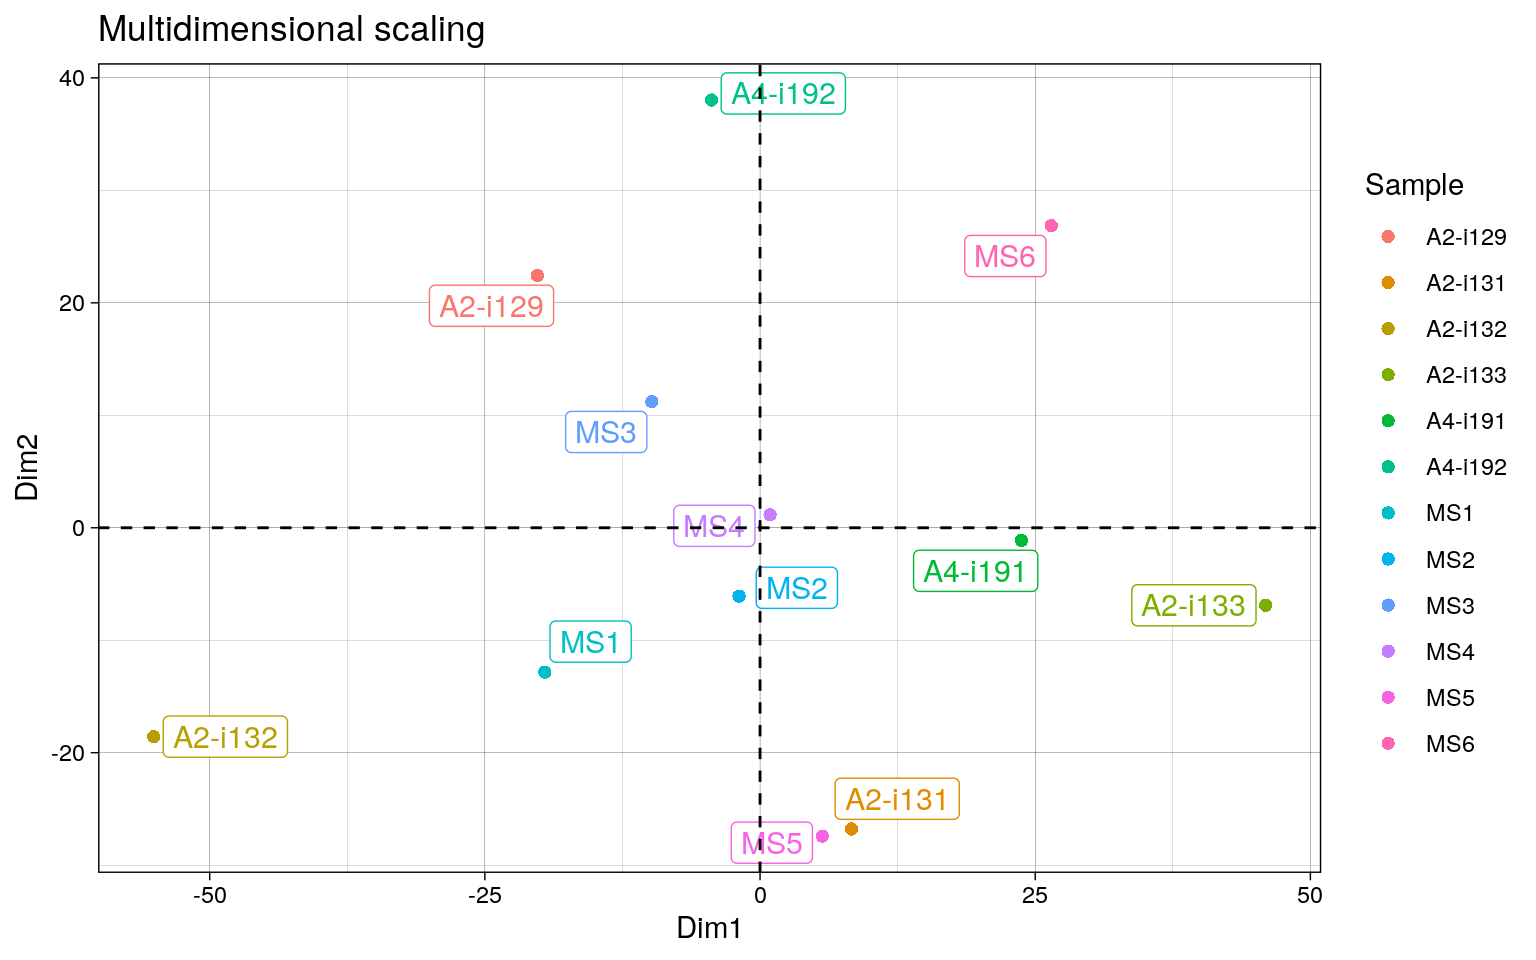 Multidimensional scaling
40
20
0
-20
Dim2
A4-i192
MS6
A2-i129
MS3
MS4
A4-i191
MS2
A2-i133
MS1
A2-i132
A2-i131
MS5
-50
-25
0
25
50
Dim1
Sample
A2-i129
A2-i131
A2-i132
A2-i133
A4-i191
A4-i192
MS1
MS2
MS3
MS4
MS5
MS6